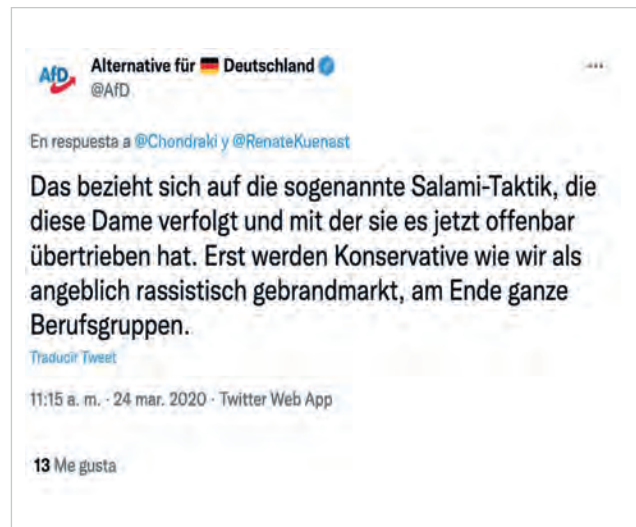 AfD
Alternative für Deutschland
@AfD
En respuesta a @Chondraki y @RenateKuenast
Das bezieht sich auf die sogenannte Salami-Taktik, die
diese Dame verfolgt und mit der sie es jetzt offenbar
übertrieben hat. Erst werden Konservative wie wir als
angeblich rassistisch gebrandmarkt, am Ende ganze
Berufsgruppen.
Traducir Tweet
11:15 a. m. · 24 mar. 2020 · Twitter Web App
13 Me gusta